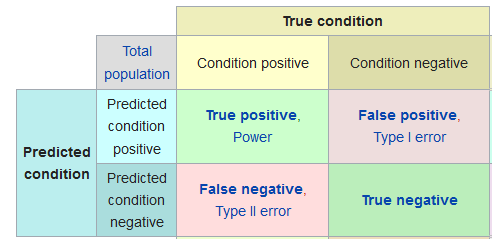 True condition
Total
population
Condition positive
Condition negative
Predicted
condition
Predicted
condition
positive
True positive,
Power
False positive,
Type I error
Predicted
condition
negative
False negative,
Type II error
True negative